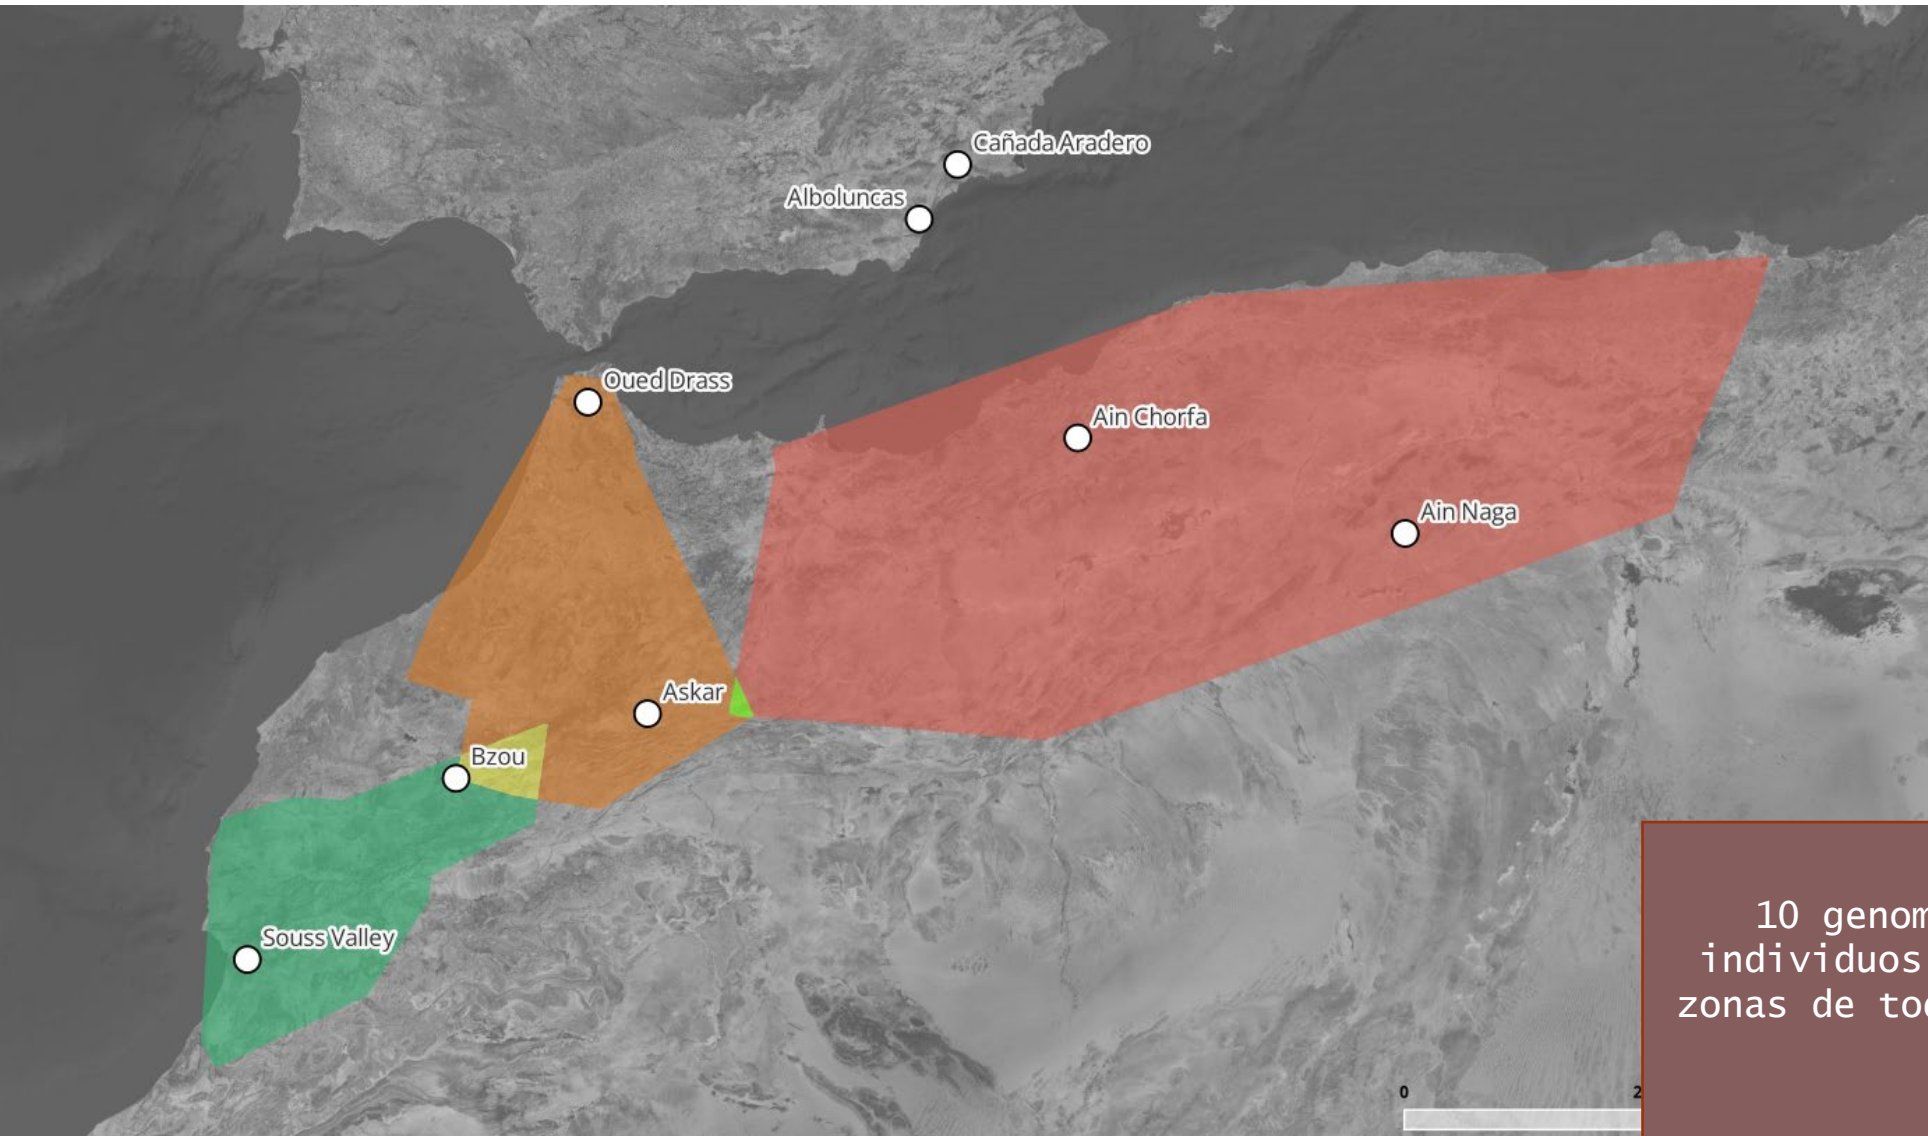 Cañada Aradero
Alboluncas
Oued Drass
Ain Chorfa
Ain Naga
Askar
Bzou
Souss Valley
10 genom
individuos
zonas de to
0 2